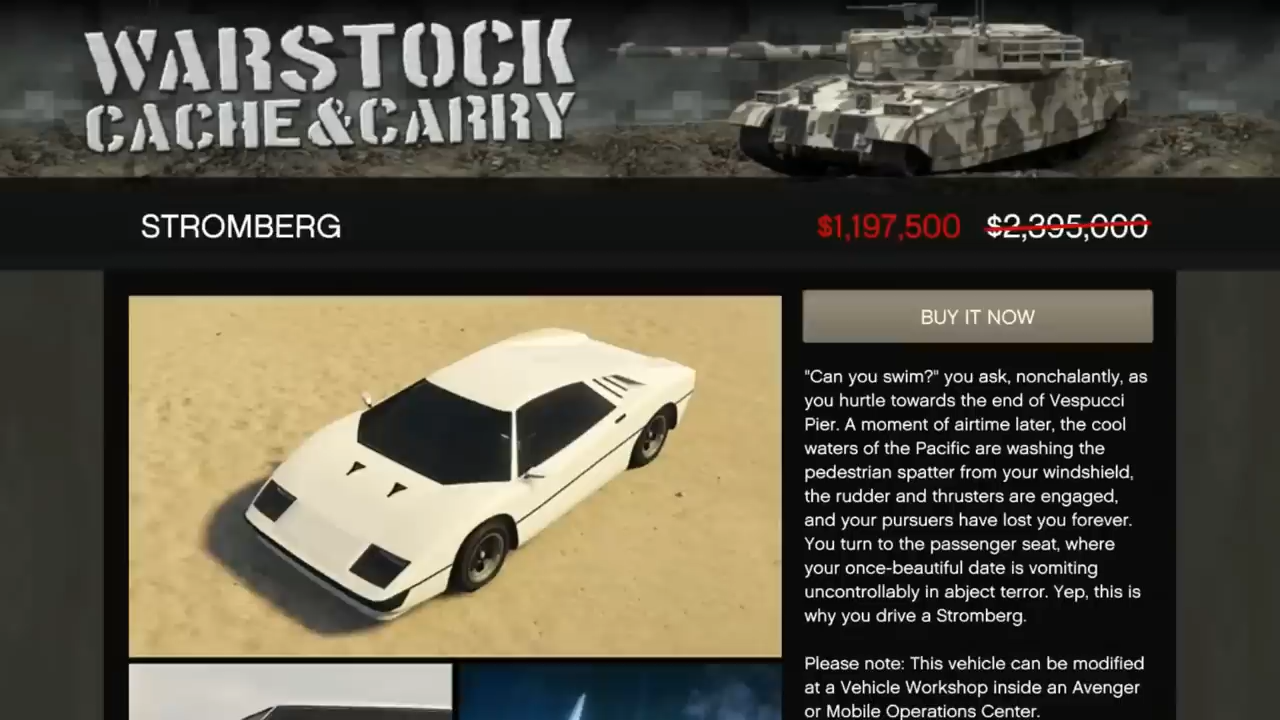 WARSTOCK
CACHE&CARRY
STROMBERG
$1,197,500 $2,395,000
BUY IT NOW
"Can you swim?" you ask, nonchalantly, as
you hurtle towards the end of Vespucci
Pier. A moment of airtime later, the cool
waters of the Pacific are washing the
pedestrian spatter from your windshield,
the rudder and thrusters are engaged,
and your pursuers have lost you forever.
You turn to the passenger seat, where
your once-beautiful date is vomiting
uncontrollably in abject terror. Yep, this is
why you drive a Stromberg.
Please note: This vehicle can be modified
at a Vehicle Workshop inside an Avenger
or Mobile Operations Center.